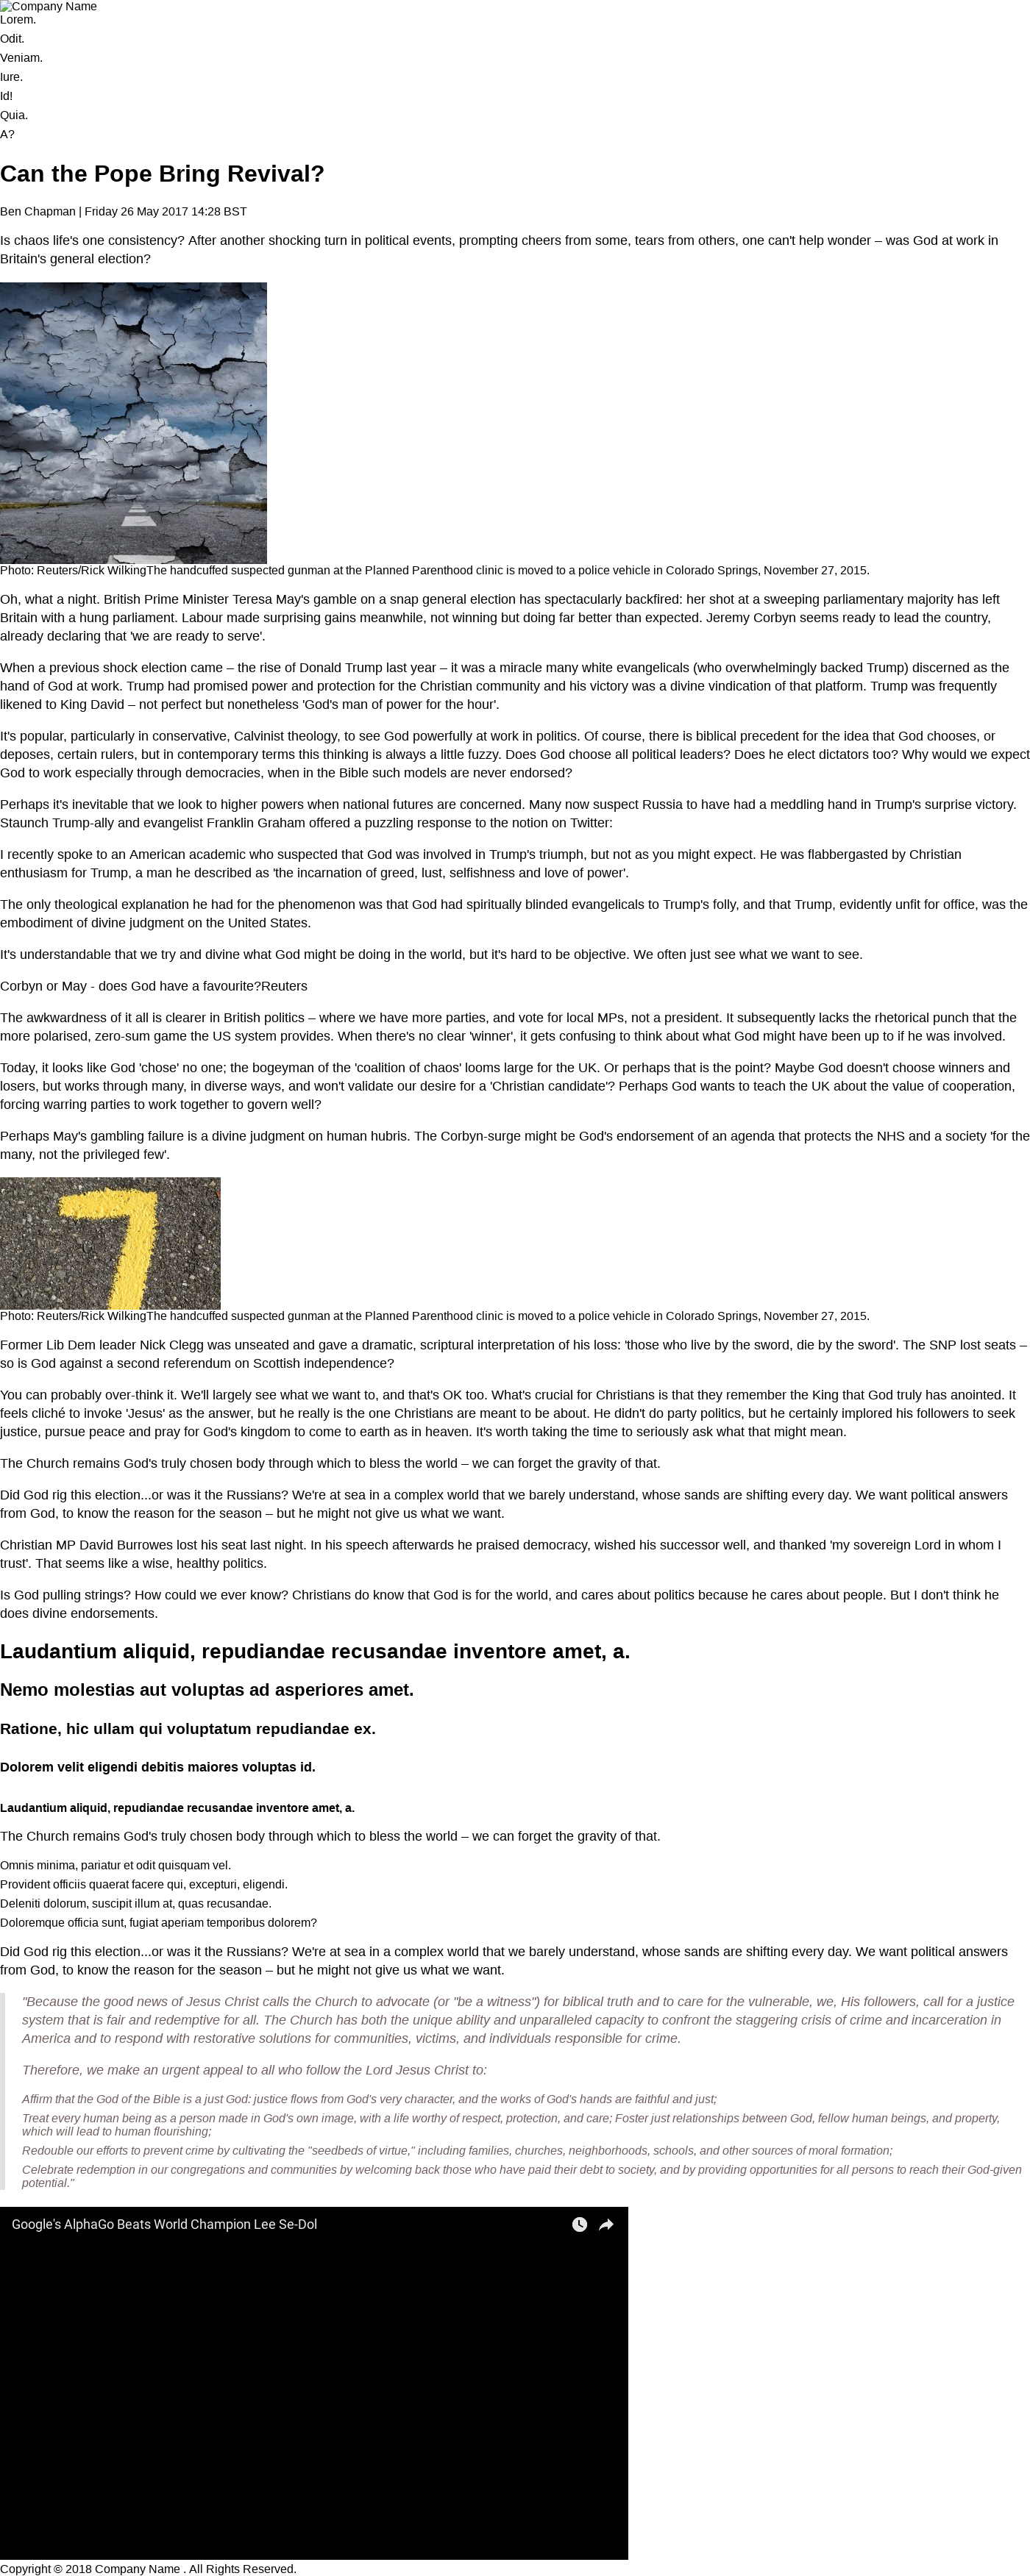 Company Name
Lorem.
Odit.
Veniam.
Iure.
Id!
Quia.
A?
Can the Pope Bring Revival?
Ben Chapman | Friday 26 May 2017 14:28 BST
Is chaos life's one consistency? After another shocking turn in political events, prompting cheers from some, tears from others, one can't help wonder – was God at work in
Britain's general election?
Photo: Reuters/Rick WilkingThe handcuffed suspected gunman at the Planned Parenthood clinic is moved to a police vehicle in Colorado Springs, November 27, 2015.
Oh, what a night. British Prime Minister Teresa May's gamble on a snap general election has spectacularly backfired: her shot at a sweeping parliamentary majority has left
Britain with a hung parliament. Labour made surprising gains meanwhile, not winning but doing far better than expected. Jeremy Corbyn seems ready to lead the country,
already declaring that 'we are ready to serve'.
When a previous shock election came – the rise of Donald Trump last year – it was a miracle many white evangelicals (who overwhelmingly backed Trump) discerned as the
hand of God at work. Trump had promised power and protection for the Christian community and his victory was a divine vindication of that platform. Trump was frequently
likened to King David – not perfect but nonetheless 'God's man of power for the hour'.
It's popular, particularly in conservative, Calvinist theology, to see God powerfully at work in politics. Of course, there is biblical precedent for the idea that God chooses, or
deposes, certain rulers, but in contemporary terms this thinking is always a little fuzzy. Does God choose all political leaders? Does he elect dictators too? Why would we expect
God to work especially through democracies, when in the Bible such models are never endorsed?
Perhaps it's inevitable that we look to higher powers when national futures are concerned. Many now suspect Russia to have had a meddling hand in Trump's surprise victory.
Staunch Trump-ally and evangelist Franklin Graham offered a puzzling response to the notion on Twitter:
I recently spoke to an American academic who suspected that God was involved in Trump's triumph, but not as you might expect. He was flabbergasted by Christian
enthusiasm for Trump, a man he described as 'the incarnation of greed, lust, selfishness and love of power'.
The only theological explanation he had for the phenomenon was that God had spiritually blinded evangelicals to Trump's folly, and that Trump, evidently unfit for office, was the
embodiment of divine judgment on the United States.
It's understandable that we try and divine what God might be doing in the world, but it's hard to be objective. We often just see what we want to see.
Corbyn or May - does God have a favourite?Reuters
The awkwardness of it all is clearer in British politics – where we have more parties, and vote for local MPs, not a president. It subsequently lacks the rhetorical punch that the
more polarised, zero-sum game the US system provides. When there's no clear 'winner', it gets confusing to think about what God might have been up to if he was involved.
Today, it looks like God 'chose' no one; the bogeyman of the 'coalition of chaos' looms large for the UK. Or perhaps that is the point? Maybe God doesn't choose winners and
losers, but works through many, in diverse ways, and won't validate our desire for a 'Christian candidate'? Perhaps God wants to teach the UK about the value of cooperation,
forcing warring parties to work together to govern well?
Perhaps May's gambling failure is a divine judgment on human hubris. The Corbyn-surge might be God's endorsement of an agenda that protects the NHS and a society 'for the
many, not the privileged few'.
7
Photo: Reuters/Rick WilkingThe handcuffed suspected gunman at the Planned Parenthood clinic is moved to a police vehicle in Colorado Springs, November 27, 2015.
Former Lib Dem leader Nick Clegg was unseated and gave a dramatic, scriptural interpretation of his loss: 'those who live by the sword, die by the sword'. The SNP lost seats –
so is God against a second referendum on Scottish independence?
You can probably over-think it. We'll largely see what we want to, and that's OK too. What's crucial for Christians is that they remember the King that God truly has anointed. It
feels cliché to invoke 'Jesus' as the answer, but he really is the one Christians are meant to be about. He didn't do party politics, but he certainly implored his followers to seek
justice, pursue peace and pray for God's kingdom to come to earth as in heaven. It's worth taking the time to seriously ask what that might mean.
The Church remains God's truly chosen body through which to bless the world – we can forget the gravity of that.
Did God rig this election...or was it the Russians? We're at sea in a complex world that we barely understand, whose sands are shifting every day. We want political answers
from God, to know the reason for the season – but he might not give us what we want.
Christian MP David Burrowes lost his seat last night. In his speech afterwards he praised democracy, wished his successor well, and thanked 'my sovereign Lord in whom I
trust'. That seems like a wise, healthy politics.
Is God pulling strings? How could we ever know? Christians do know that God is for the world, and cares about politics because he cares about people. But I don't think he
does divine endorsements.
Laudantium aliquid, repudiandae recusandae inventore amet, a.
Nemo molestias aut voluptas ad asperiores amet.
Ratione, hic ullam qui voluptatum repudiandae ex.
Dolorem velit eligendi debitis maiores voluptas id.
Laudantium aliquid, repudiandae recusandae inventore amet, a.
The Church remains God's truly chosen body through which to bless the world – we can forget the gravity of that.
Omnis minima, pariatur et odit quisquam vel.
Provident officiis quaerat facere qui, excepturi, eligendi.
Deleniti dolorum, suscipit illum at, quas recusandae.
Doloremque officia sunt, fugiat aperiam temporibus dolorem?
Did God rig this election...or was it the Russians? We're at sea in a complex world that we barely understand, whose sands are shifting every day. We want political answers
from God, to know the reason for the season – but he might not give us what we want.
"Because the good news of Jesus Christ calls the Church to advocate (or "be a witness") for biblical truth and to care for the vulnerable, we, His followers, call for a justice
system that is fair and redemptive for all. The Church has both the unique ability and unparalleled capacity to confront the staggering crisis of crime and incarceration in
America and to respond with restorative solutions for communities, victims, and individuals responsible for crime.
Therefore, we make an urgent appeal to all who follow the Lord Jesus Christ to:
Affirm that the God of the Bible is a just God: justice flows from God's very character, and the works of God's hands are faithful and just;
Treat every human being as a person made in God's own image, with a life worthy of respect, protection, and care; Foster just relationships between God, fellow human beings, and property,
which will lead to human flourishing;
Redouble our efforts to prevent crime by cultivating the "seedbeds of virtue," including families, churches, neighborhoods, schools, and other sources of moral formation;
Celebrate redemption in our congregations and communities by welcoming back those who have paid their debt to society, and by providing opportunities for all persons to reach their God-given
potential."
Google's AlphaGo Beats World Champion Lee Se-Dol
Copyright © 2018 Company Name . All Rights Reserved.